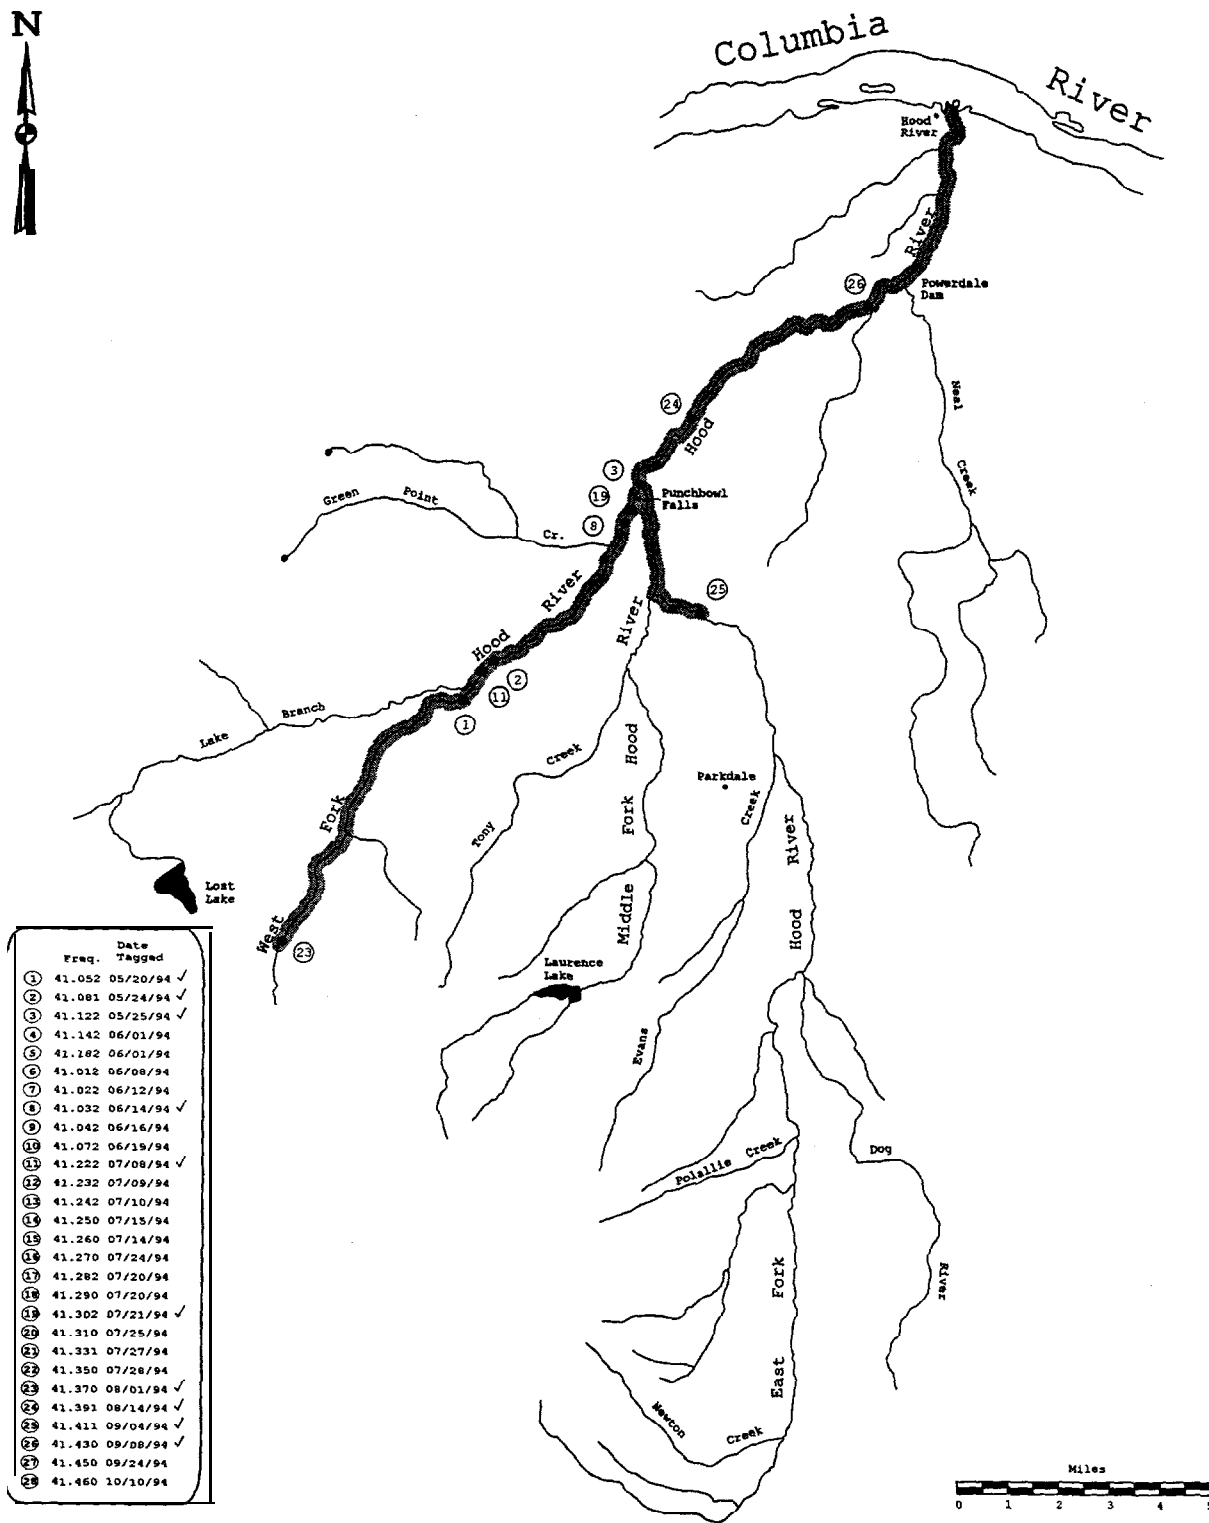 N
Columbia
River
Hood
River
River
26
Powerdale
Dam
Neal
Creek
24
Hood
3
19
Punchbowl
Falls
8
Green Point Cr.
River
25
River
Hood
2
11
1
Branch
Lake
Hood
Creek
Parkdale
Creek
Fork
Fork
Tony
River
Lost
Lake
Middle
Hood
West
23
Laurence
Lake
Evans
Dog
Polallie Creek
River
Fork
East
Newton
Creek
Date
Freq. Tagged
1 41.052 05/20/94 ✓
2 41.081 05/24/94 ✓
3 41.122 05/25/94 ✓
4 41.142 06/01/94
5 41.182 06/01/94
6 41.012 06/08/94
7 41.022 06/12/94
8 41.032 06/14/94 ✓
9 41.042 06/16/94
10 41.072 06/19/94
11 41.222 07/08/94 ✓
12 41.232 07/09/94
13 41.242 07/10/94
14 41.250 07/15/94
15 41.260 07/14/94
16 41.270 07/24/94
17 41.282 07/20/94
18 41.290 07/20/94
19 41.302 07/21/94 ✓
20 41.310 07/25/94
21 41.331 07/27/94
22 41.350 07/28/94
23 41.370 08/01/94 ✓
24 41.391 08/14/94 ✓
25 41.411 09/04/94 ✓
26 41.430 09/08/94 ✓
27 41.450 09/24/94
28 41.460 10/10/94
Miles
0 1 2 3 4 5